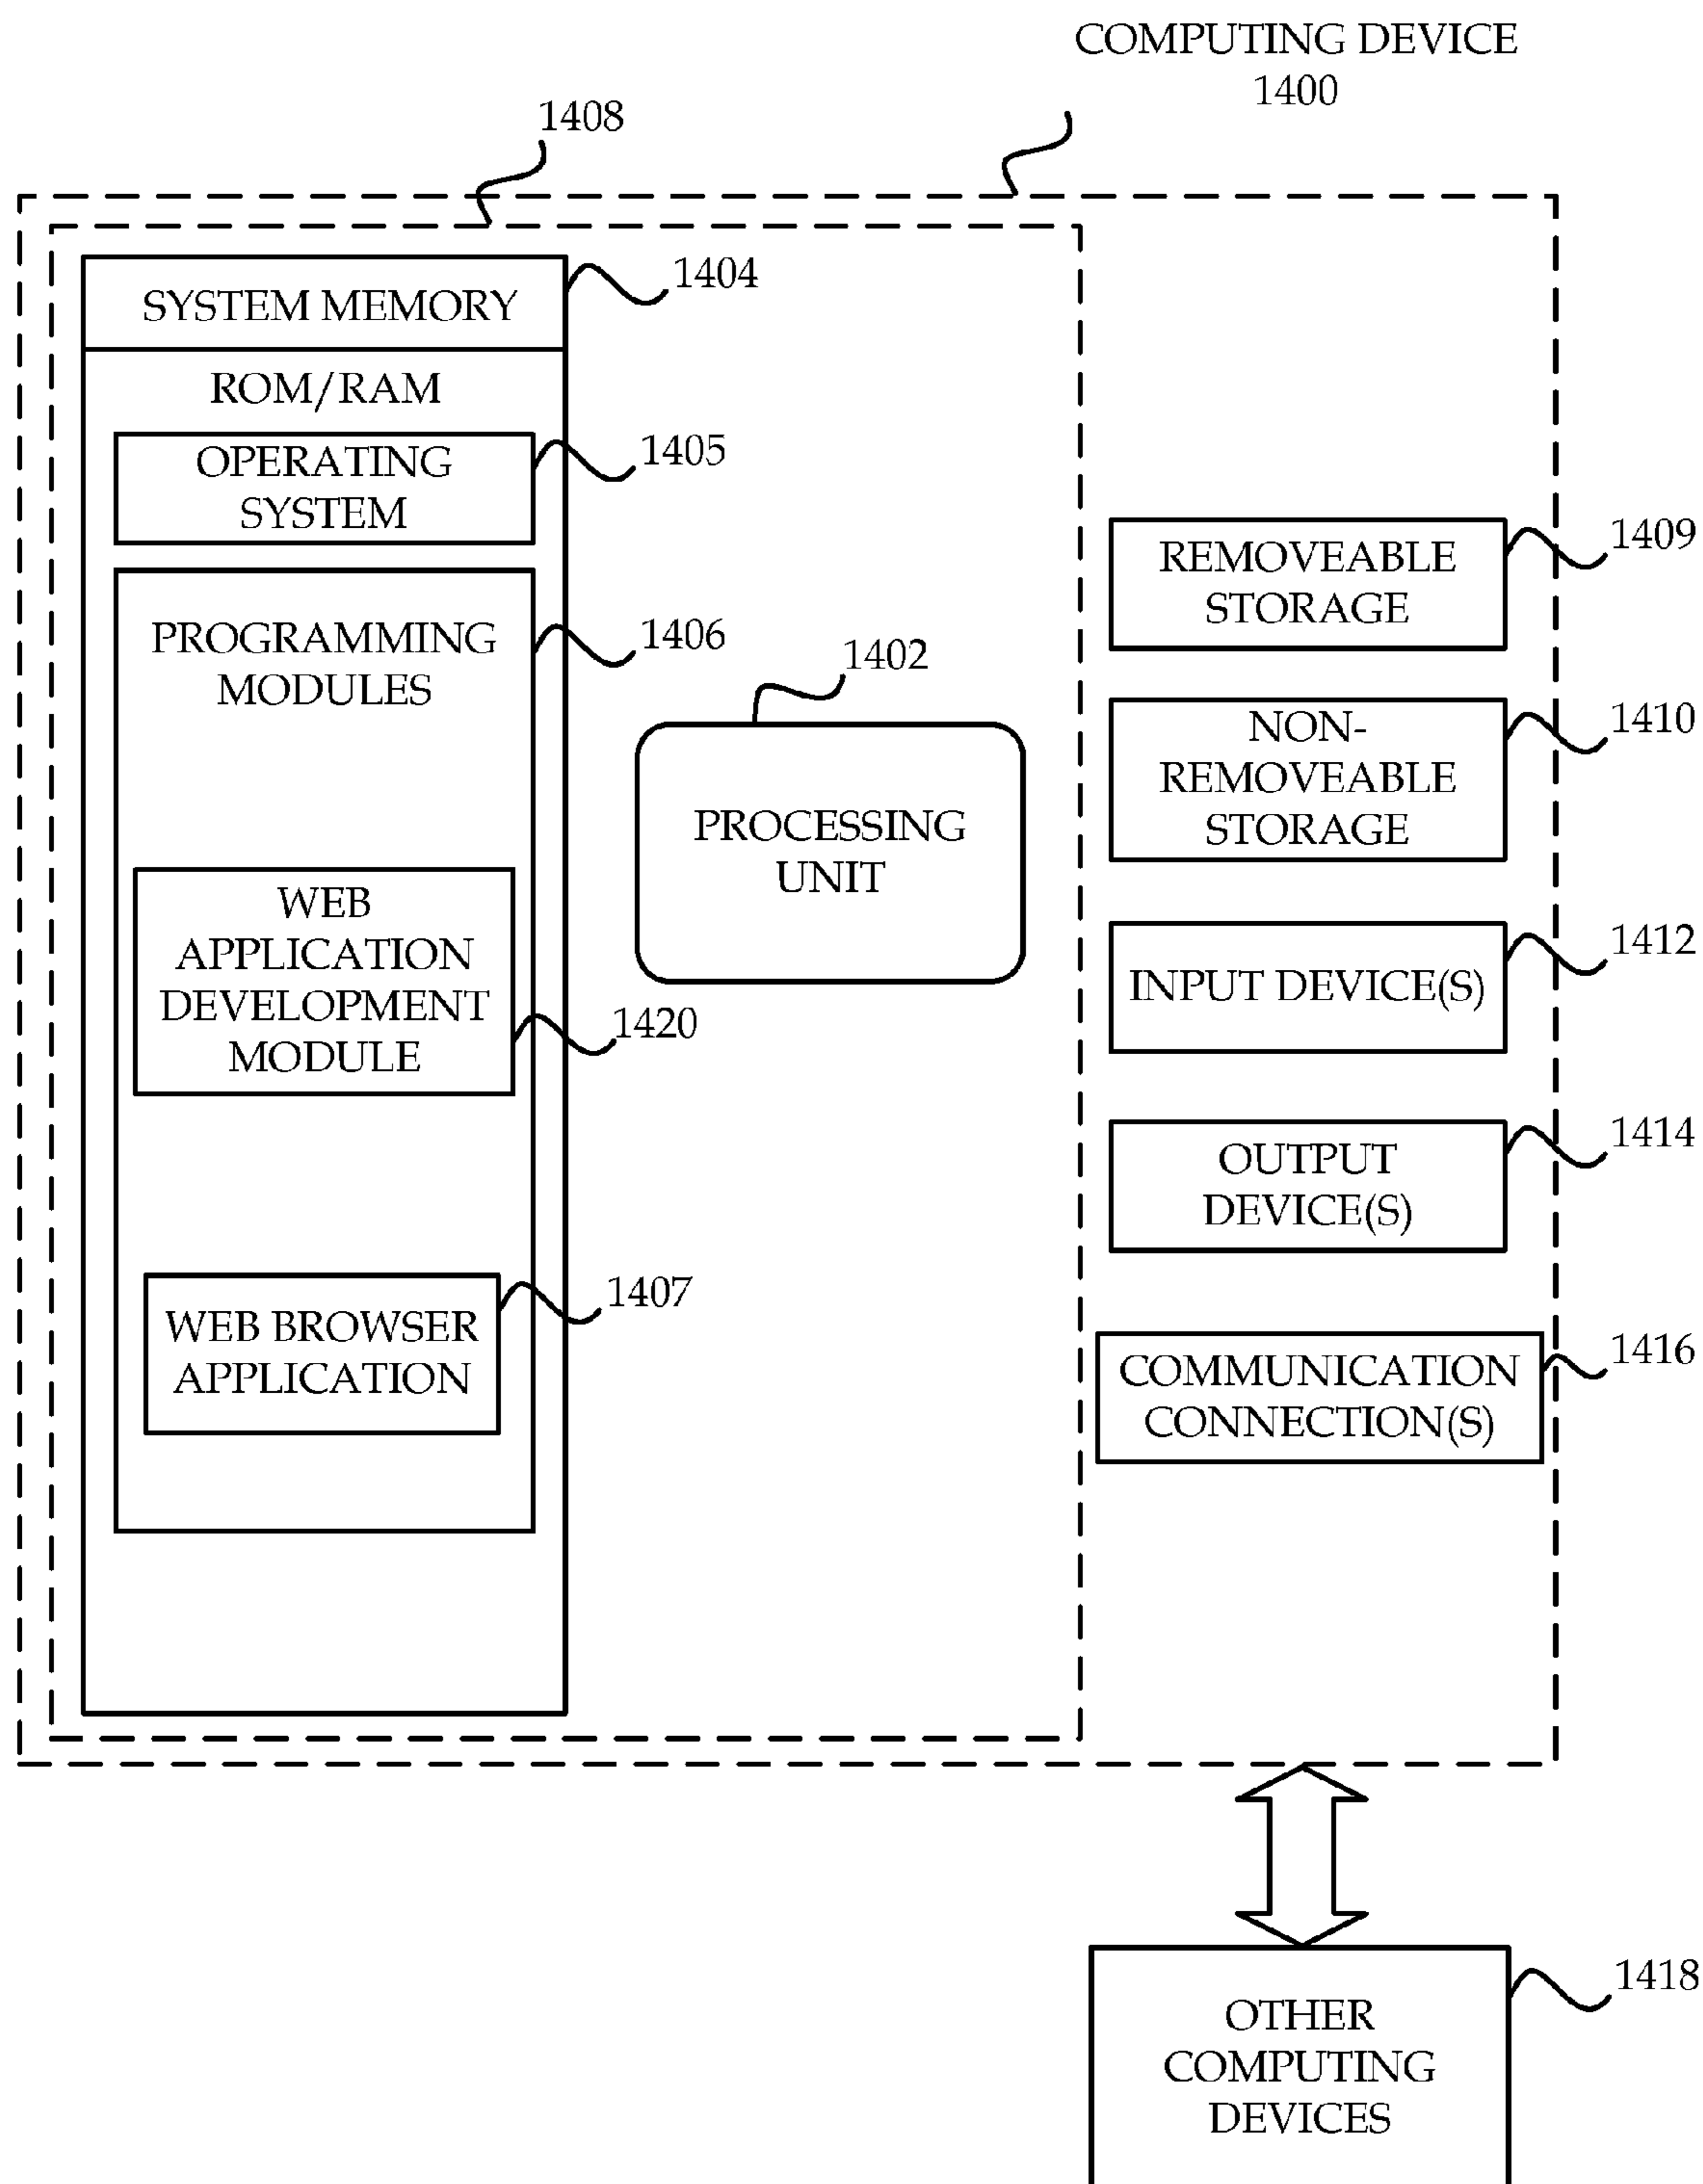 COMPUTING DEVICE
1400
1408
1404
SYSTEM MEMORY
ROM/RAM
1405
OPERATING
SYSTEM
1409
REMOVEABLE
STORAGE
PROGRAMMING
MODULES
1406
1402
1410
NON-
REMOVEABLE
STORAGE
PROCESSING
UNIT
WEB
APPLICATION
DEVELOPMENT
MODULE
1420
1412
INPUT DEVICE(S)
1414
OUTPUT
DEVICE(S)
1407
WEB BROWSER
APPLICATION
1416
COMMUNICATION
CONNECTION(S)
1418
OTHER
COMPUTING
DEVICES